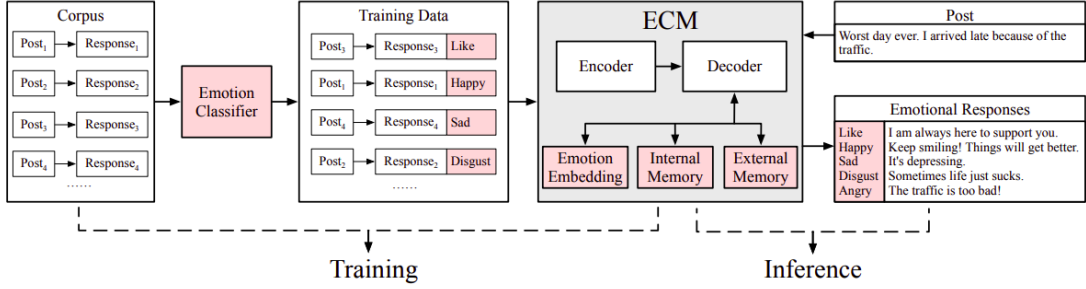 Corpus
Post1 Response1
Post2 Response2
Post3 Response3
Post4 Response4
......
Emotion
Classifier
Training Data
Post3 Response3 Like
Post1 Response1 Happy
Post4 Response4 Sad
Post2 Response2 Disgust
......
ECM
Encoder
Decoder
Emotion
Embedding
Internal
Memory
External
Memory
Post
Worst day ever. I arrived late because of the
traffic.
Emotional Responses
Like I am always here to support you.
Happy Keep smiling! Things will get better.
Sad It's depressing.
Disgust Sometimes life just sucks.
Angry The traffic is too bad!
Training
Inference